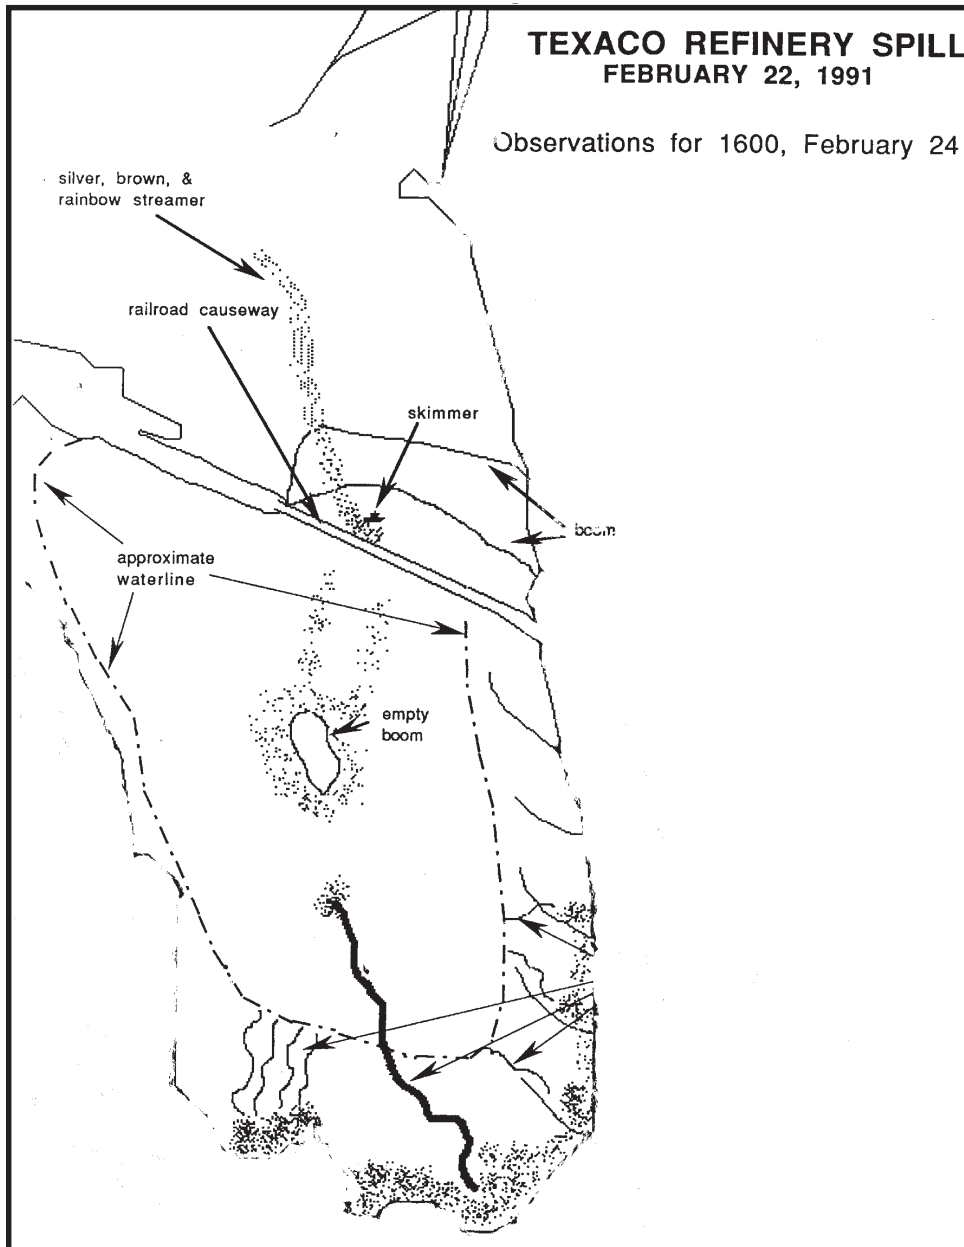 TEXACO REFINERY SPILL
FEBRUARY 22, 1991
Observations for 1600, February 24
silver, brown, &
rainbow streamer
railroad causeway
skimmer
boom
approximate
waterline
empty
boom